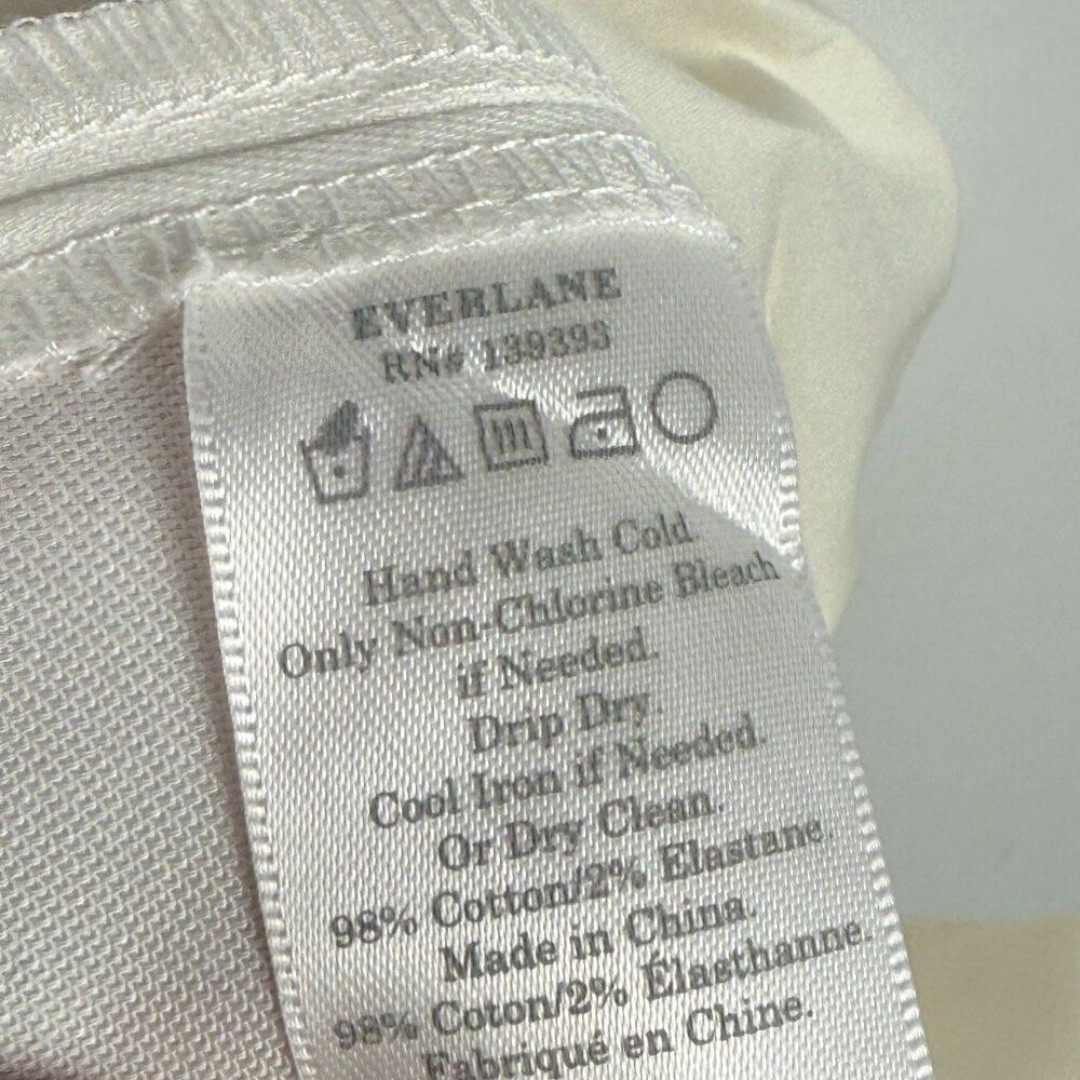 EVERLANE
RN# 139393
Hand Wash Cold
Only Non-Chlorine Bleach
if Needed.
Drip Dry
Cool Iron if Needed.
Or Dry Clean.
98% Cotton/2% Elastane.
Made in China.
98% Coton/2% Élasthanne.
Fabriqué en Chine.